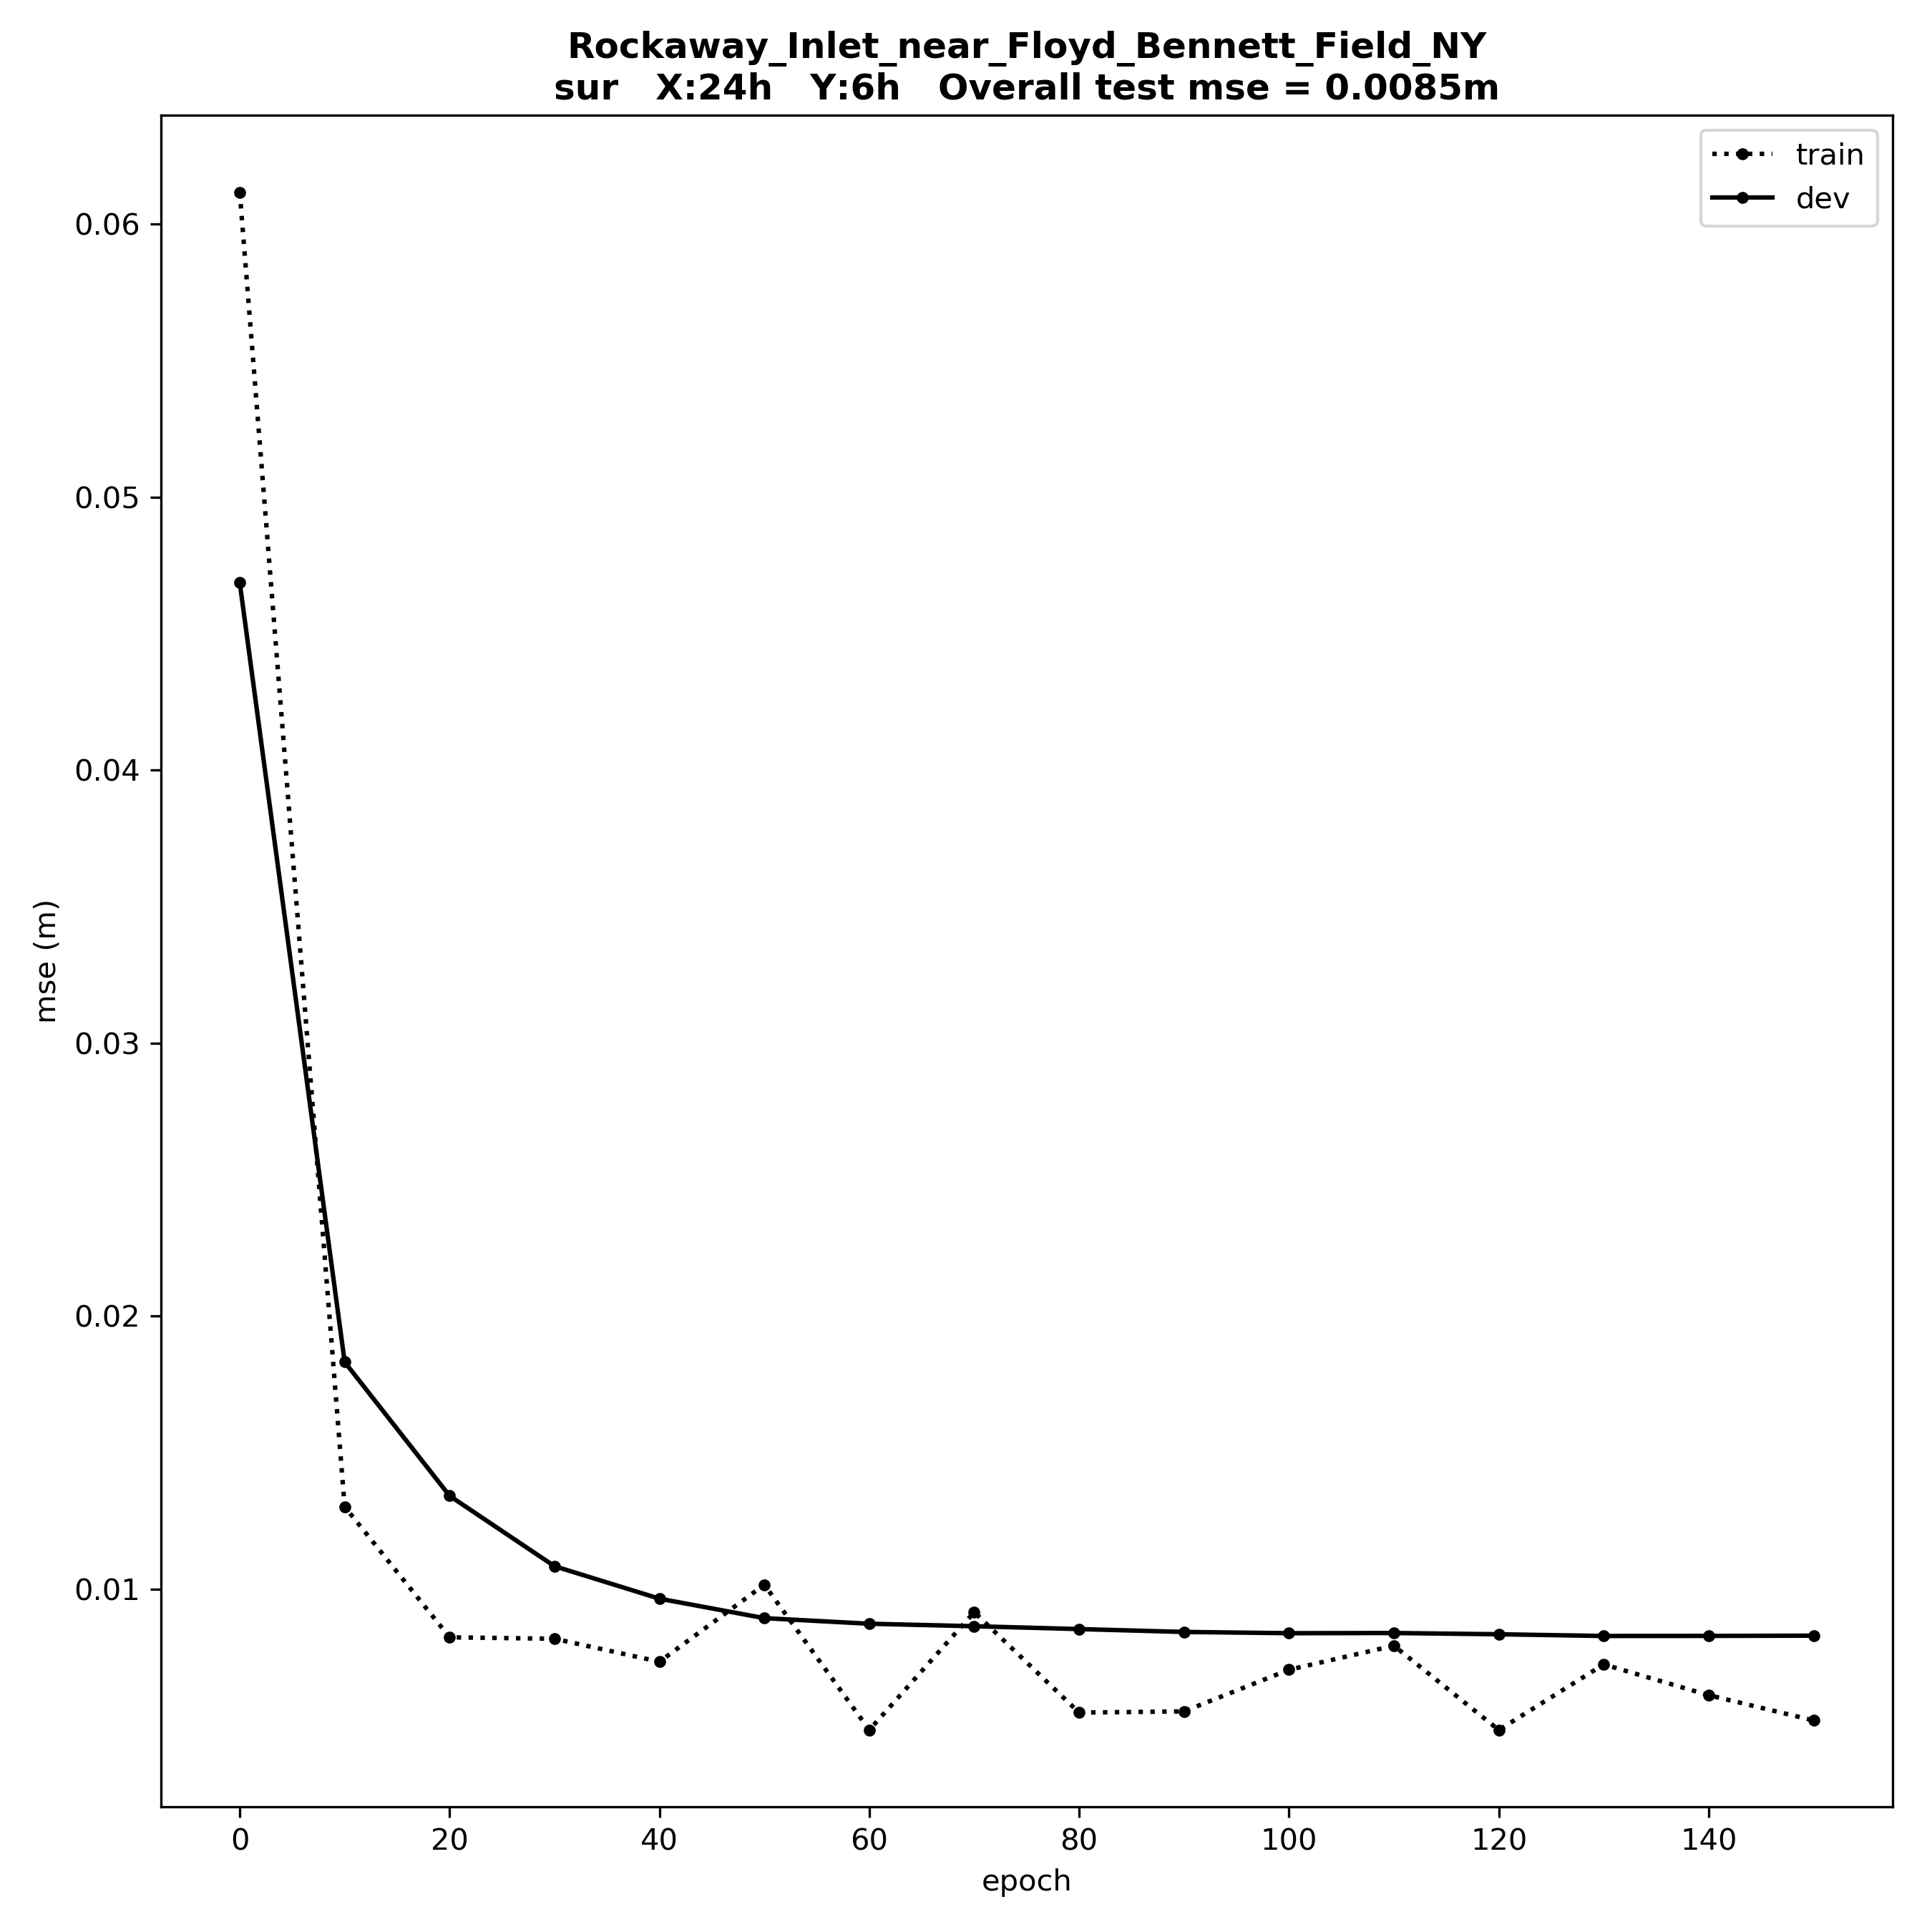 Rockaway_Inlet_near_Floyd_Bennett_Field_NY
sur X:24h Y:6h Overall test mse = 0.0085m
train
dev
0.06
0.05
0.04
0.03
0.02
0.01
mse (m)
0 20 40 60 80 100 120 140
epoch